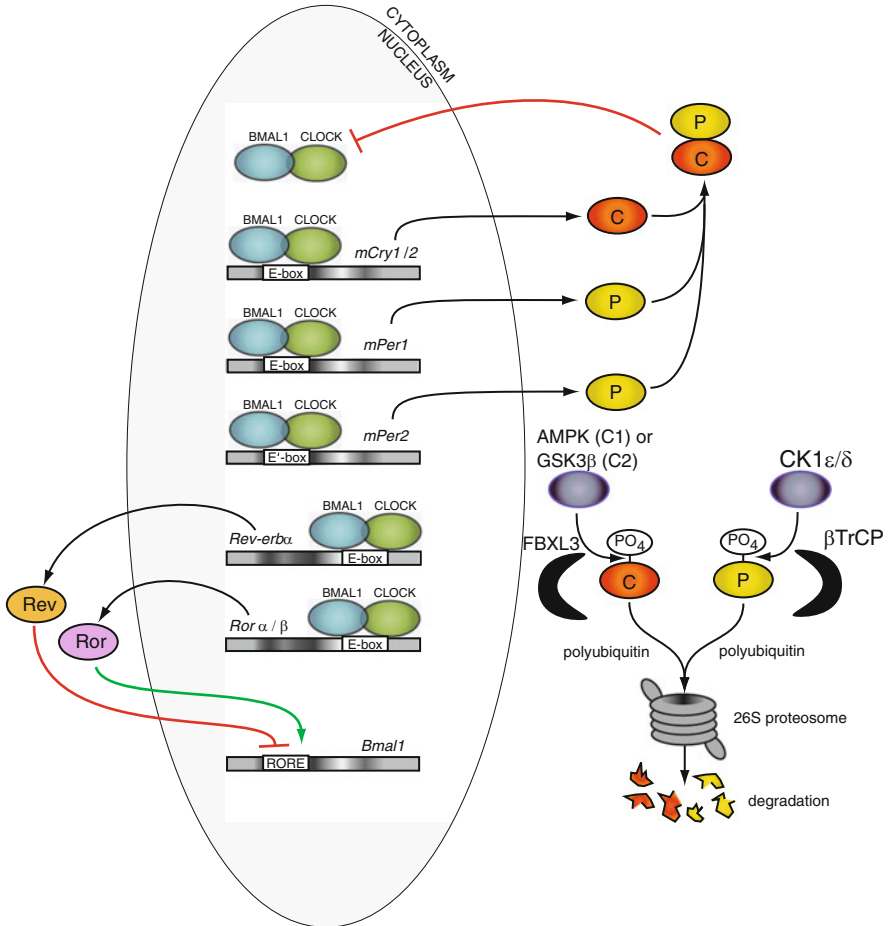 CYTOPLASM
NUCLEUS
BMAL1 CLOCK
P
C
BMAL1 CLOCK
mCry1/2
E-box
C
BMAL1 CLOCK
mPer1
E-box
P
BMAL1 CLOCK
mPer2
E'-box
P
AMPK (C1) or
GSK3β (C2)
CK1ε/δ
FBXL3
PO4
C
PO4
P
βTrCP
BMAL1 CLOCK
Rev-erbα
E-box
Rev
BMAL1 CLOCK
Ror α / β
E-box
Ror
polyubiquitin
polyubiquitin
26S proteosome
Bmal1
RORE
degradation